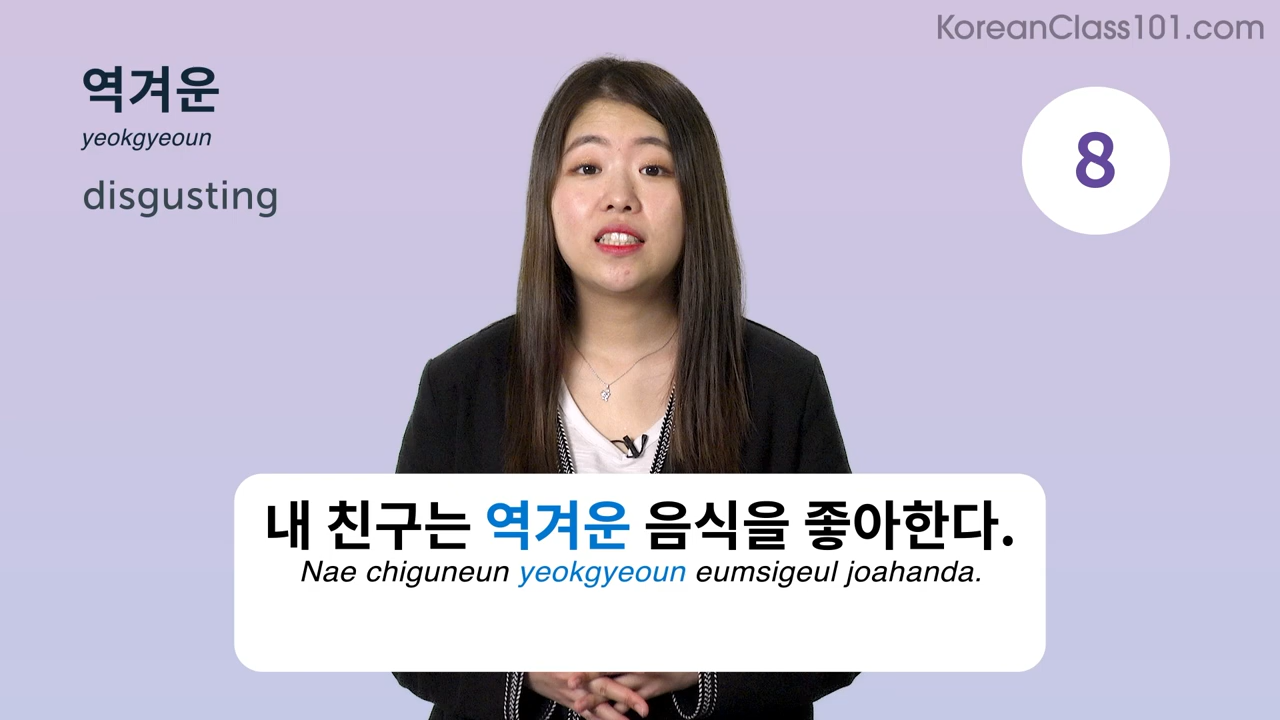 KoreanClass101.com
역겨운
yeokgyeoun
disgusting
8
내 친구는 역겨운 음식을 좋아한다.
Nae chiguneun yeokgyeoun eumsigeul joahanda.